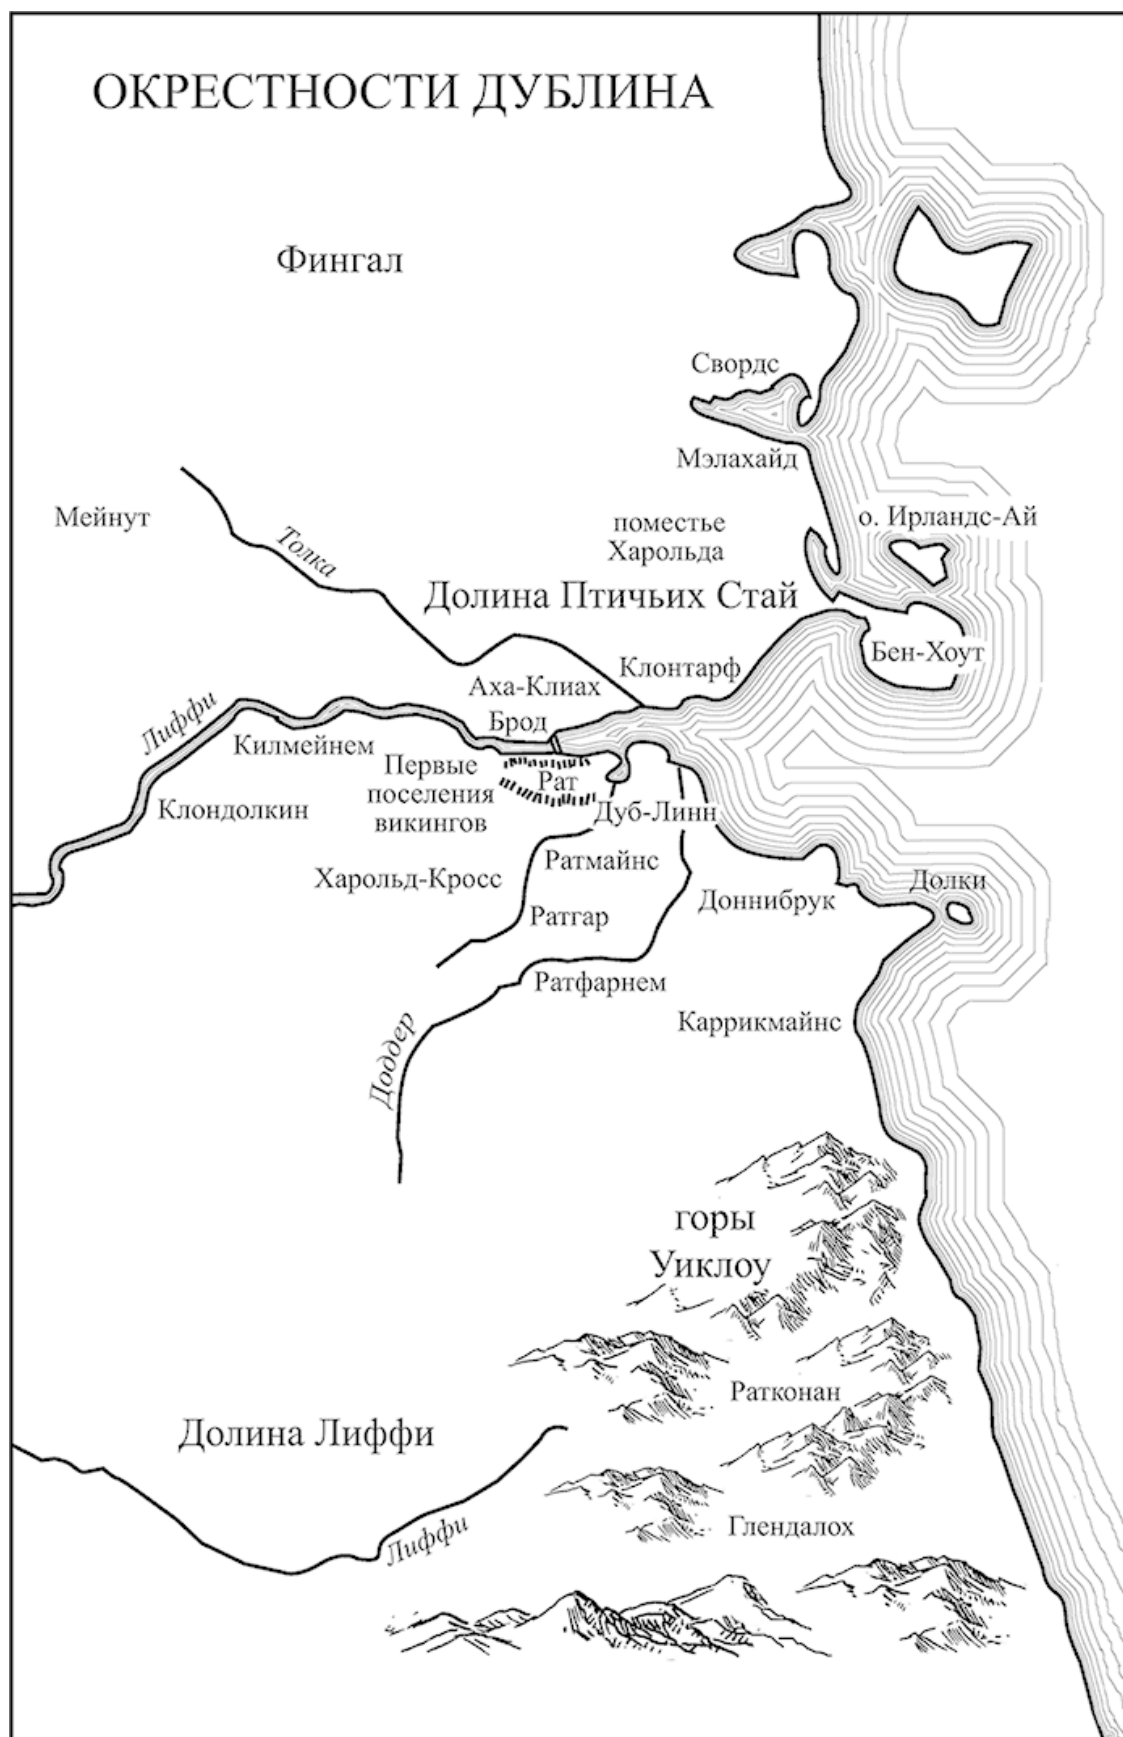 ОКРЕСТНОСТИ ДУБЛИНА
Фингал
Свордс
Мэлахайд
Мейнут
поместье
Харольда
о. Ирландс-Ай
Толка
Долина Птичьих Стай
Бен-Хоут
Клонтарф
Аха-Клиах
Брод
Лиффи
Килмейнем
Первые
поселения
викингов
Рат
Клондолкин
Дуб-Линн
Ратмайнс
Харольд-Кросс
Доннибрук
Долки
Ратгар
Ратфарнем
Каррикмайнс
Доддер
горы
Уиклоу
Ратконан
Долина Лиффи
Лиффи
Глендалох